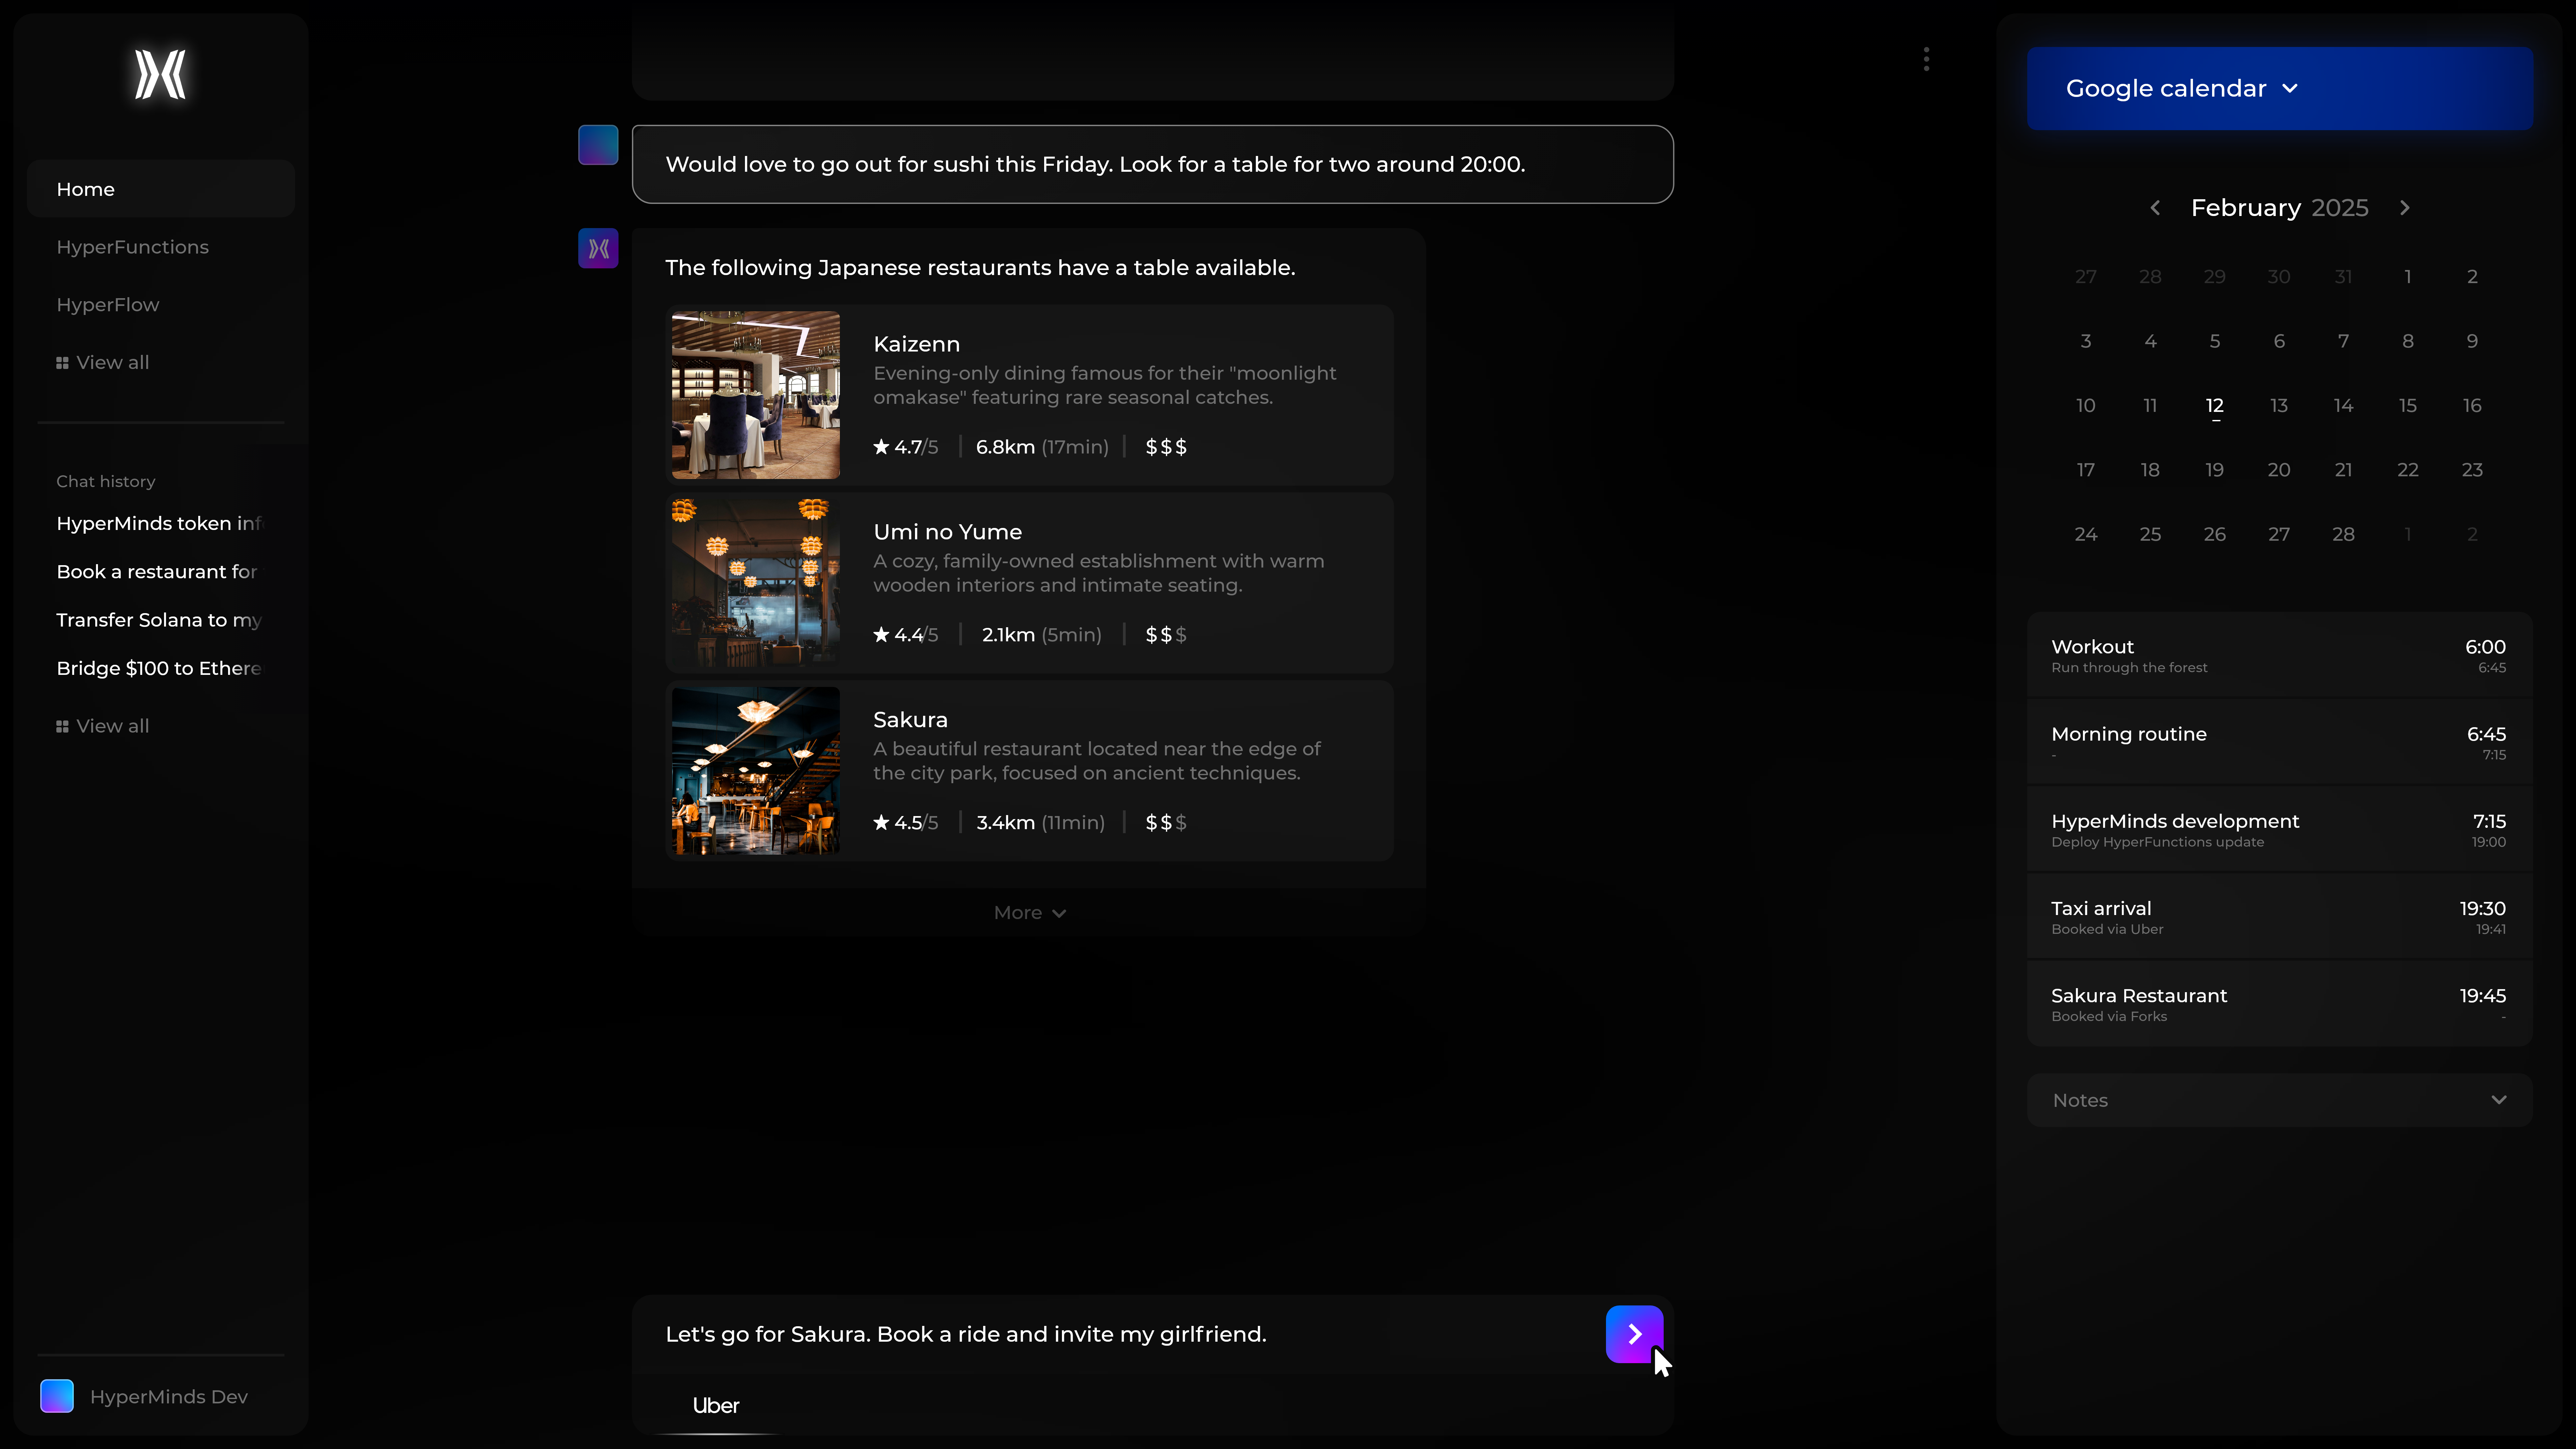 Home
HyperFunctions
HyperFlow
View all
Chat history
HyperMinds token inf
Book a restaurant for
Transfer Solana to my
Bridge $100 to Ethere
View all
HyperMinds Dev
Would love to go out for sushi this Friday. Look for a table for two around 20:00.
The following Japanese restaurants have a table available.
Kaizenn
Evening-only dining famous for their "moonlight
omakase" featuring rare seasonal catches.
4.7/5 | 6.8km (17min) | $$$
Umi no Yume
A cozy, family-owned establishment with warm
wooden interiors and intimate seating.
4.4/5 | 2.1km (5min) | $$$
Sakura
A beautiful restaurant located near the edge of
the city park, focused on ancient techniques.
4.5/5 | 3.4km (11min) | $$$
More
Let's go for Sakura. Book a ride and invite my girlfriend.
Uber
Google calendar
February 2025
27 28 29 30 31 1 2
3 4 5 6 7 8 9
10 11 12 13 14 15 16
17 18 19 20 21 22 23
24 25 26 27 28 1 2
Workout 6:00
Run through the forest 6:45
Morning routine 6:45
- 7:15
HyperMinds development 7:15
Deploy HyperFunctions update 19:00
Taxi arrival 19:30
Booked via Uber 19:41
Sakura Restaurant 19:45
Booked via Forks -
Notes